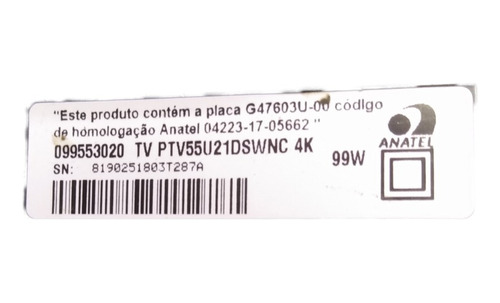 "Este produto contém a placa G47603U-00 código
de homologação Anatel 04223-17-05662 "
099553020 TV PTV55U21DSWNC 4K 99W
SN: 8190251803T287A
ANATEL